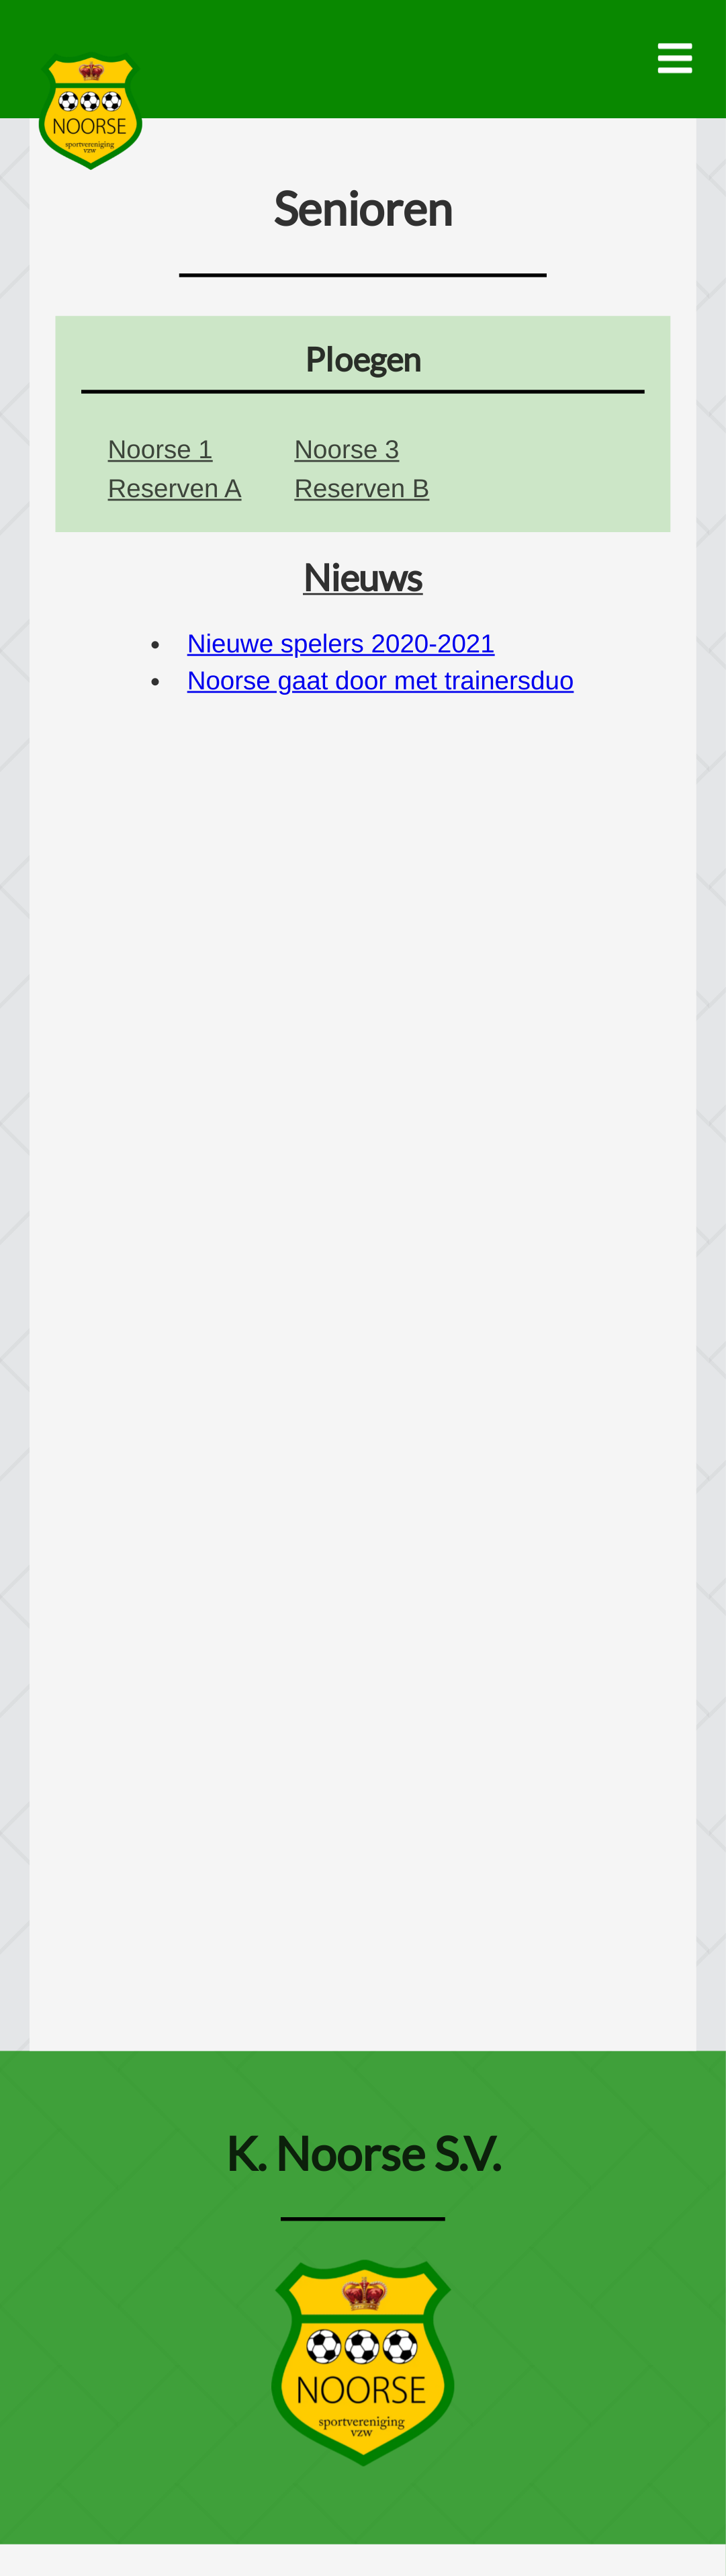 NOORSE
sportvereniging
vzw
Senioren
Ploegen
Noorse 1
Noorse 3
Reserven A
Reserven B
Nieuws
• Nieuwe spelers 2020-2021
• Noorse gaat door met trainersduo
K. Noorse S.V.
NOORSE
sportvereniging
vzw